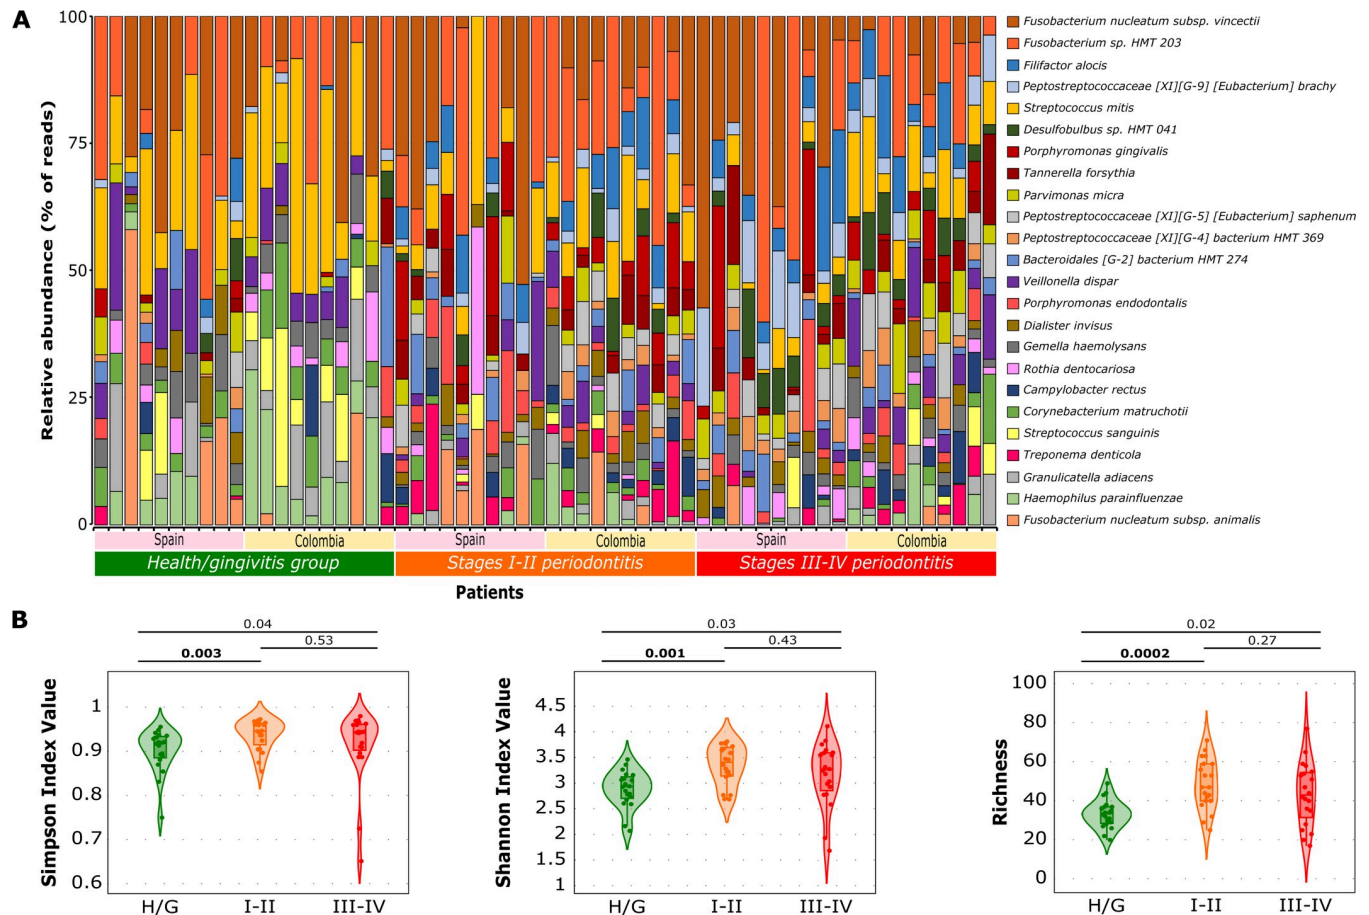 A
100
75
50
25
0
Relative abundance (% of reads)
Spain
Colombia
Spain
Colombia
Spain
Colombia
Health/gingivitis group
Stages I-II periodontitis
Stages III-IV periodontitis
Patients
Fusobacterium nucleatum subsp. vincectii
Fusobacterium sp. HMT 203
Filifactor alocis
Peptostreptococcaceae [XI][G-9] [Eubacterium] brachy
Streptococcus mitis
Desulfobulbus sp. HMT 041
Porphyromonas gingivalis
Tannerella forsythia
Parvimonas micra
Peptostreptococcaceae [XI][G-5] [Eubacterium] saphenum
Peptostreptococcaceae [XI][G-4] bacterium HMT 369
Bacteroidales [G-2] bacterium HMT 274
Veillonella dispar
Porphyromonas endodontalis
Dialister invisus
Gemella haemolysans
Rothia dentocariosa
Campylobacter rectus
Corynebacterium matruchotii
Streptococcus sanguinis
Treponema denticola
Granulicatella adiacens
Haemophilus parainfluenzae
Fusobacterium nucleatum subsp. animalis
B
0.04
0.53
0.003
Simpson Index Value
1
0.9
0.8
0.7
0.6
H/G
I-II
III-IV
0.03
0.43
0.001
Shannon Index Value
4.5
4
3.5
3
2.5
2
1.5
1
H/G
I-II
III-IV
0.02
0.27
0.0002
Richness
100
80
60
40
20
0
H/G
I-II
III-IV